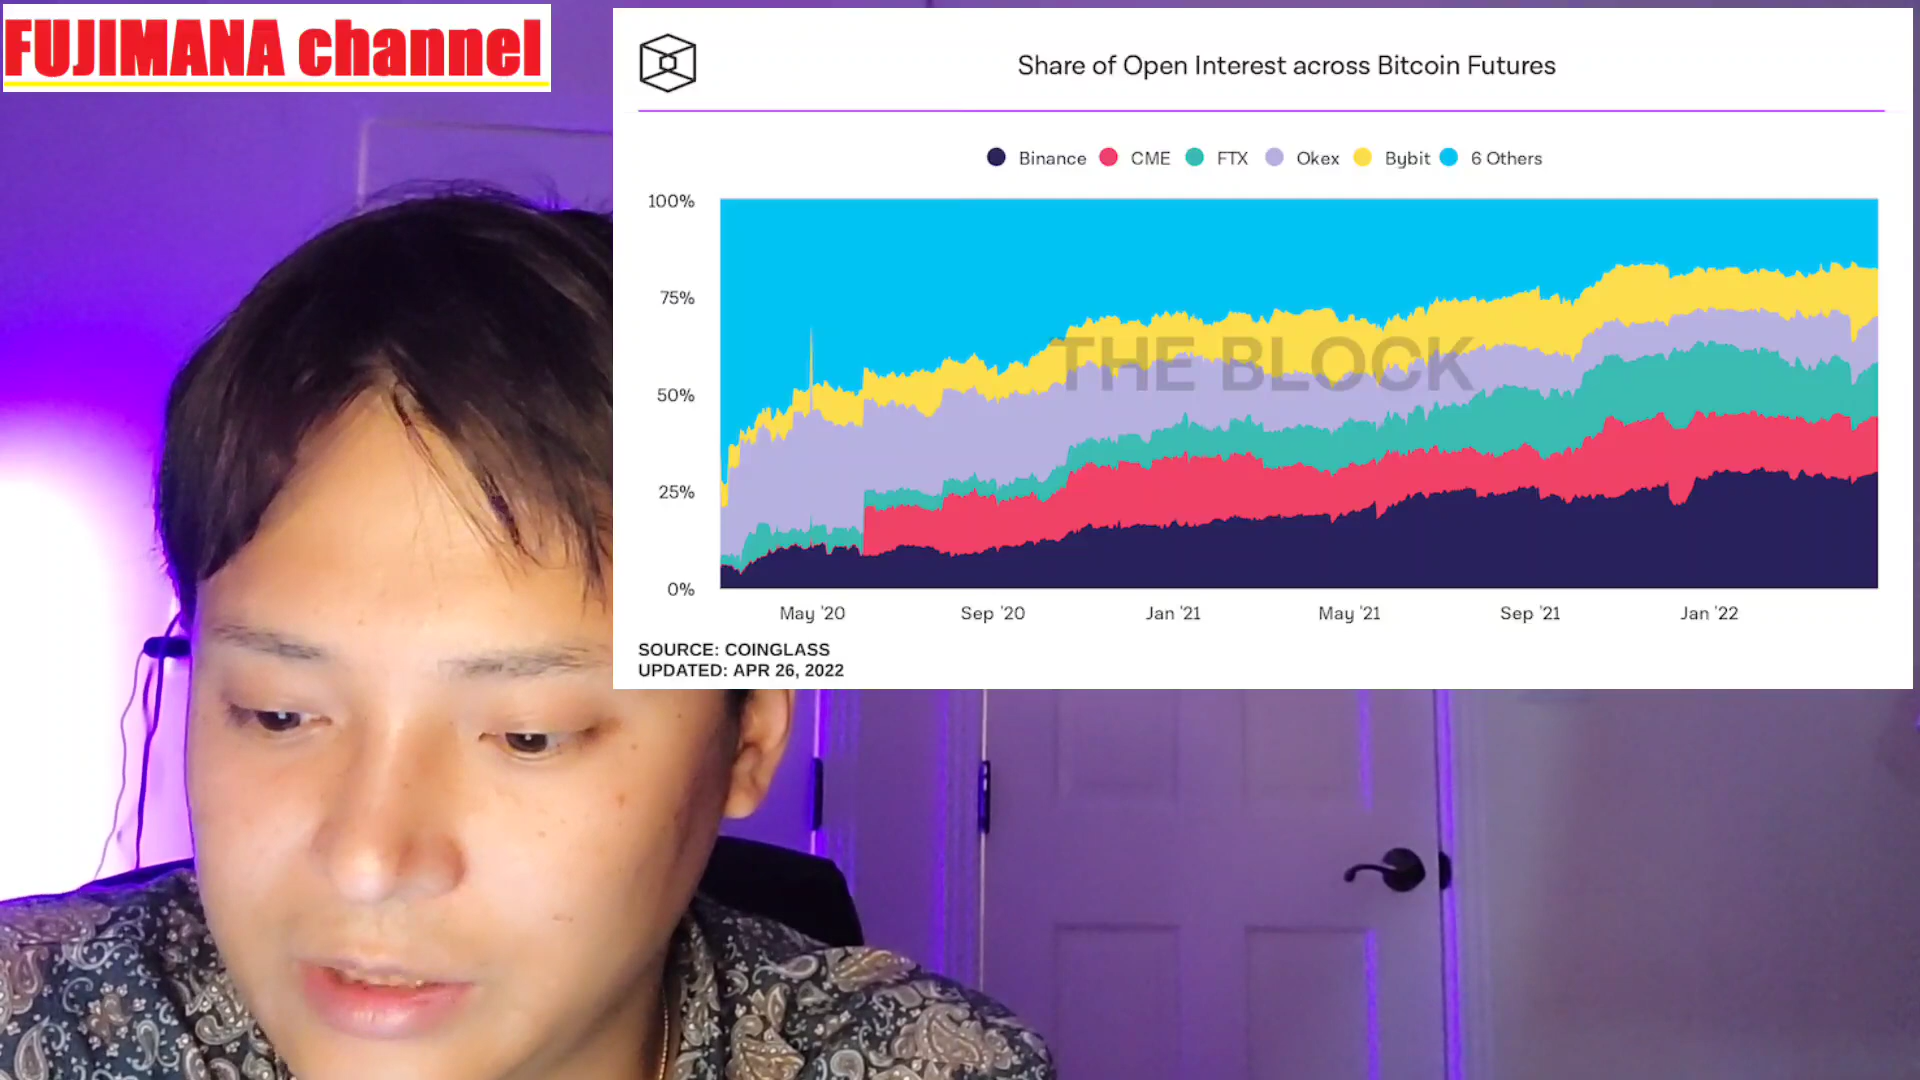 FUJIMANA channel
Share of Open Interest across Bitcoin Futures
Binance CME FTX Okex Bybit 6 Others
100%
75%
THE BLOCK
50%
25%
0%
May '20 Sep '20 Jan '21 May '21 Sep '21 Jan '22
SOURCE: COINGLASS
UPDATED: APR 26, 2022